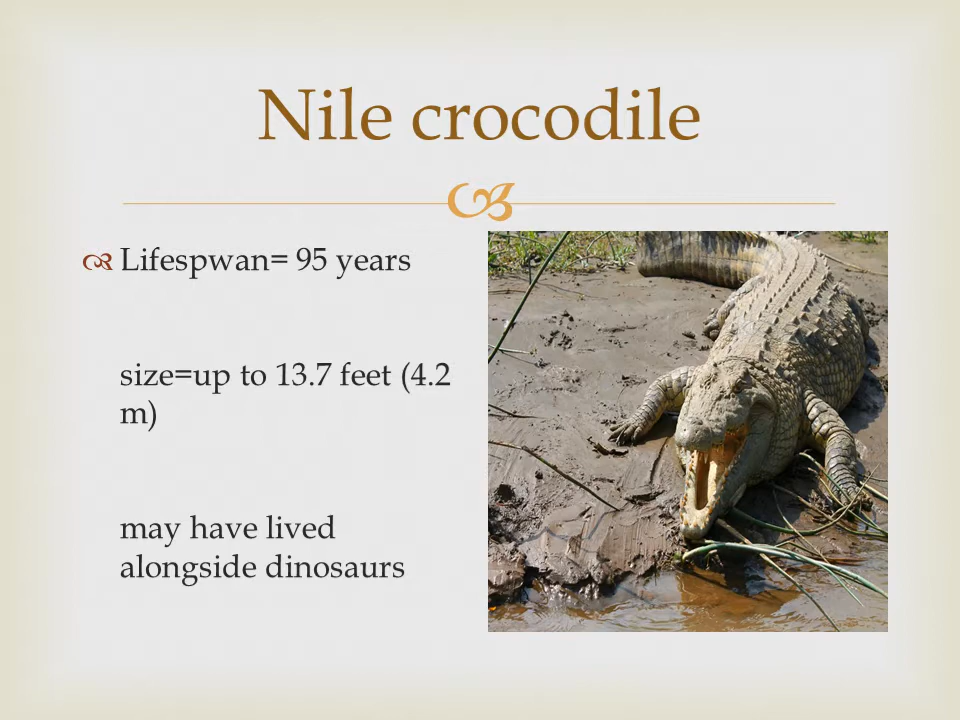 Nile crocodile
Lifespwan= 95 years
size=up to 13.7 feet (4.2
m)
may have lived
alongside dinosaurs